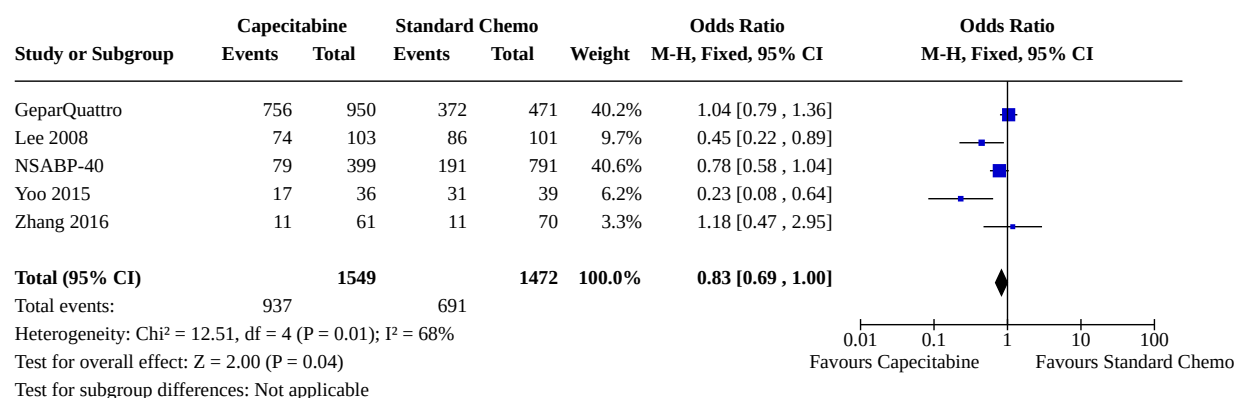 Capecitabine Standard Chemo Odds Ratio Odds Ratio
Study or Subgroup Events Total Events Total Weight M-H, Fixed, 95% CI M-H, Fixed, 95% CI
GeparQuattro 756 950 372 471 40.2% 1.04 [0.79 , 1.36]
Lee 2008 74 103 86 101 9.7% 0.45 [0.22 , 0.89]
NSABP-40 79 399 191 791 40.6% 0.78 [0.58 , 1.04]
Yoo 2015 17 36 31 39 6.2% 0.23 [0.08 , 0.64]
Zhang 2016 11 61 11 70 3.3% 1.18 [0.47 , 2.95]
Total (95% CI) 1549 1472 100.0% 0.83 [0.69 , 1.00]
Total events: 937 691
Heterogeneity: Chi² = 12.51, df = 4 (P = 0.01); I² = 68%
0.01 0.1 1 10 100
Test for overall effect: Z = 2.00 (P = 0.04)
Favours Capecitabine Favours Standard Chemo
Test for subgroup differences: Not applicable